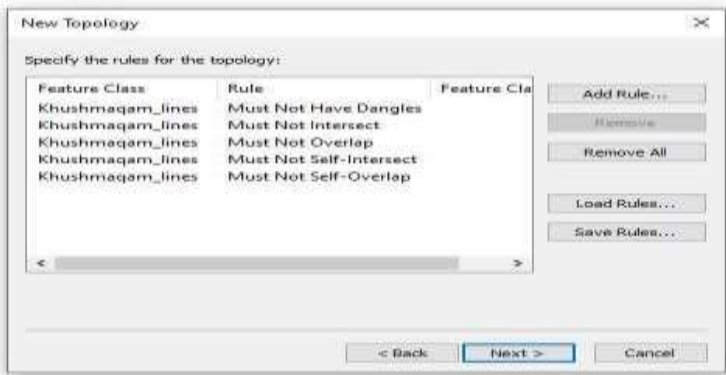 New Topology
Specify the rules for the topology:
Feature Class Rule Feature Cla
Khushmaqam_lines Must Not Have Dangles
Khushmaqam_lines Must Not Intersect
Khushmaqam_lines Must Not Overlap
Khushmaqam_lines Must Not Self-Intersect
Khushmaqam_lines Must Not Self-Overlap
Add Rule...
Remove
Remove All
Load Rules...
Save Rules...
< Back Next > Cancel